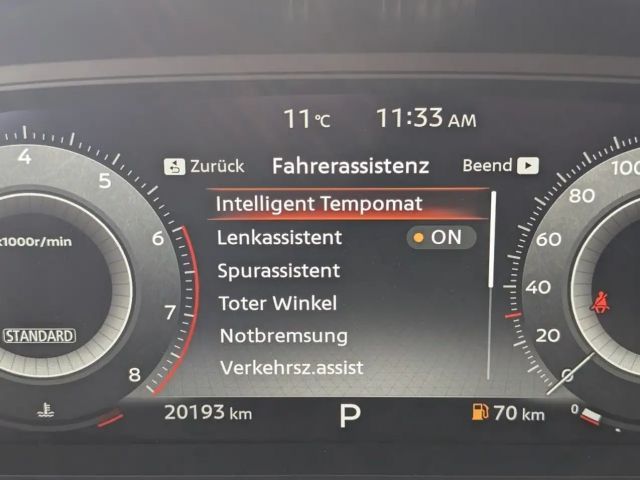 11 °C 11:33 AM
Zurück Fahrerassistenz Beend
Intelligent Tempomat
Lenkassistent ON
Spurassistent
Toter Winkel
Notbremsung
Verkehrsz.assist
4 5 6 7 8
x1000r/min
STANDARD
100 80 60 40 20 0
20193 km P 70 km 0